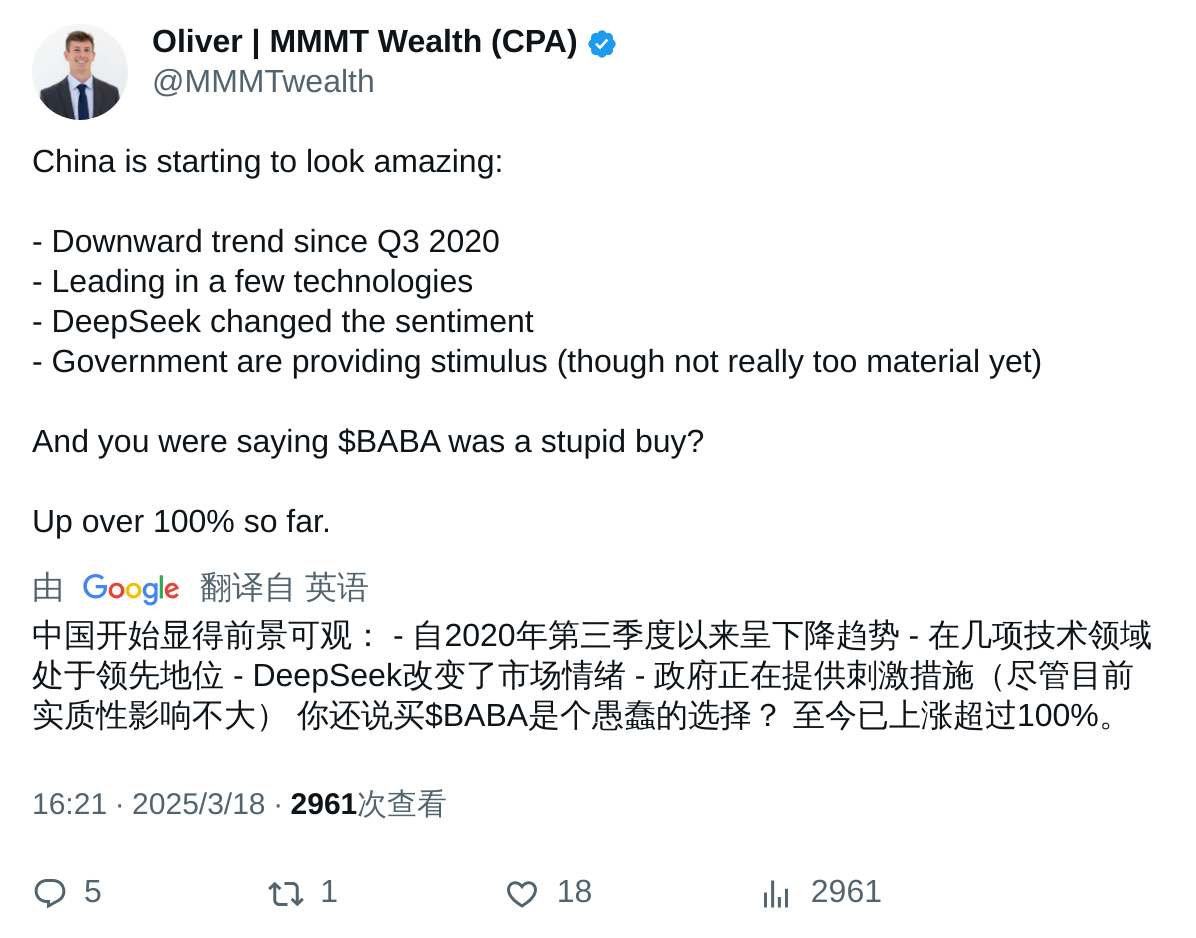 Oliver | MMMT Wealth (CPA)
@MMMTwealth
China is starting to look amazing:
- Downward trend since Q3 2020
- Leading in a few technologies
- DeepSeek changed the sentiment
- Government are providing stimulus (though not really too material yet)
And you were saying $BABA was a stupid buy?
Up over 100% so far.
由 Google 翻译自 英语
中国开始显得前景可观： - 自2020年第三季度以来呈下降趋势 - 在几项技术领域
处于领先地位 - DeepSeek改变了市场情绪 - 政府正在提供刺激措施（尽管目前
实质性影响不大） 你还说买$BABA是个愚蠢的选择？ 至今已上涨超过100%。
16:21 · 2025/3/18 · 2961次查看
5 1 18 2961